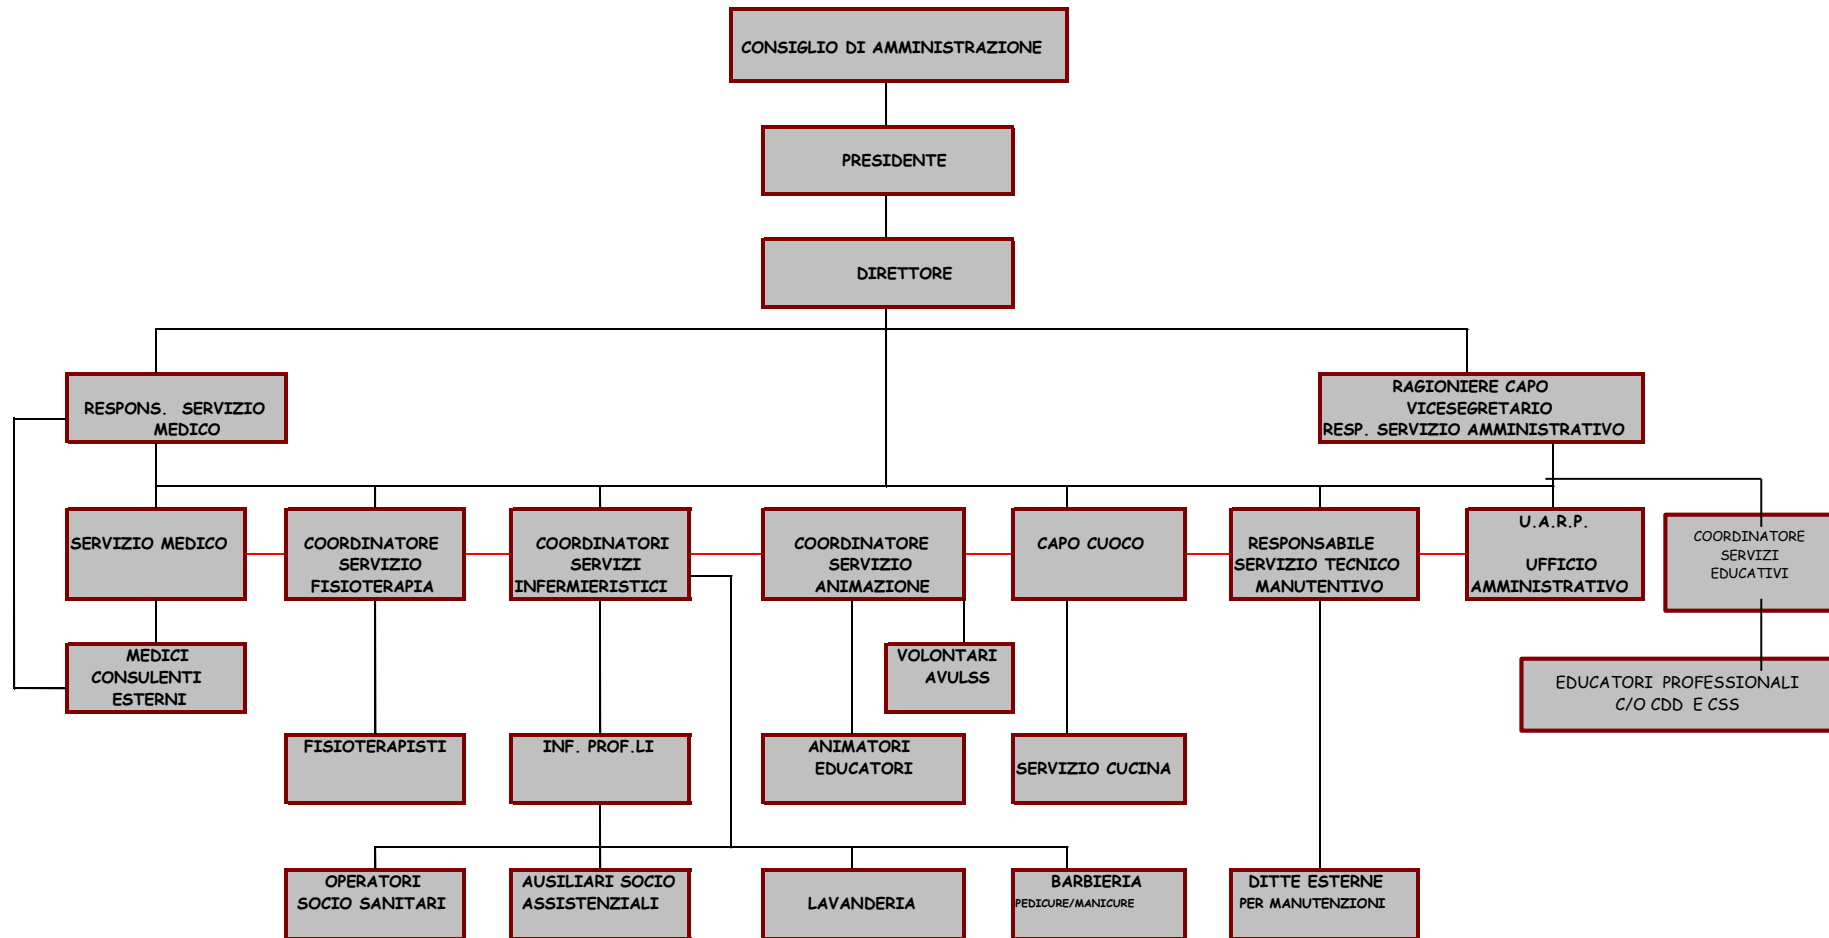 CONSIGLIO DI AMMINISTRAZIONE
PRESIDENTE
DIRETTORE
RESPONS. SERVIZIO
MEDICO
RAGIONIERE CAPO
VICESEGRETARIO
RESP. SERVIZIO AMMINISTRATIVO
SERVIZIO MEDICO
COORDINATORE
SERVIZIO
FISIOTERAPIA
COORDINATORI
SERVIZI
INFERMIERISTICI
COORDINATORE
SERVIZIO
ANIMAZIONE
CAPO CUOCO
RESPONSABILE
SERVIZIO TECNICO
MANUTENTIVO
U.A.R.P.
UFFICIO
AMMINISTRATIVO
COORDINATORE
SERVIZI
EDUCATIVI
MEDICI
CONSULENTI
ESTERNI
VOLONTARI
AVULSS
EDUCATORI PROFESSIONALI
C/O CDD E CSS
FISIOTERAPISTI
INF. PROF.LI
ANIMATORI
EDUCATORI
SERVIZIO CUCINA
OPERATORI
SOCIO SANITARI
AUSILIARI SOCIO
ASSISTENZIALI
LAVANDERIA
BARBIERIA
PEDICURE/MANICURE
DITTE ESTERNE
PER MANUTENZIONI